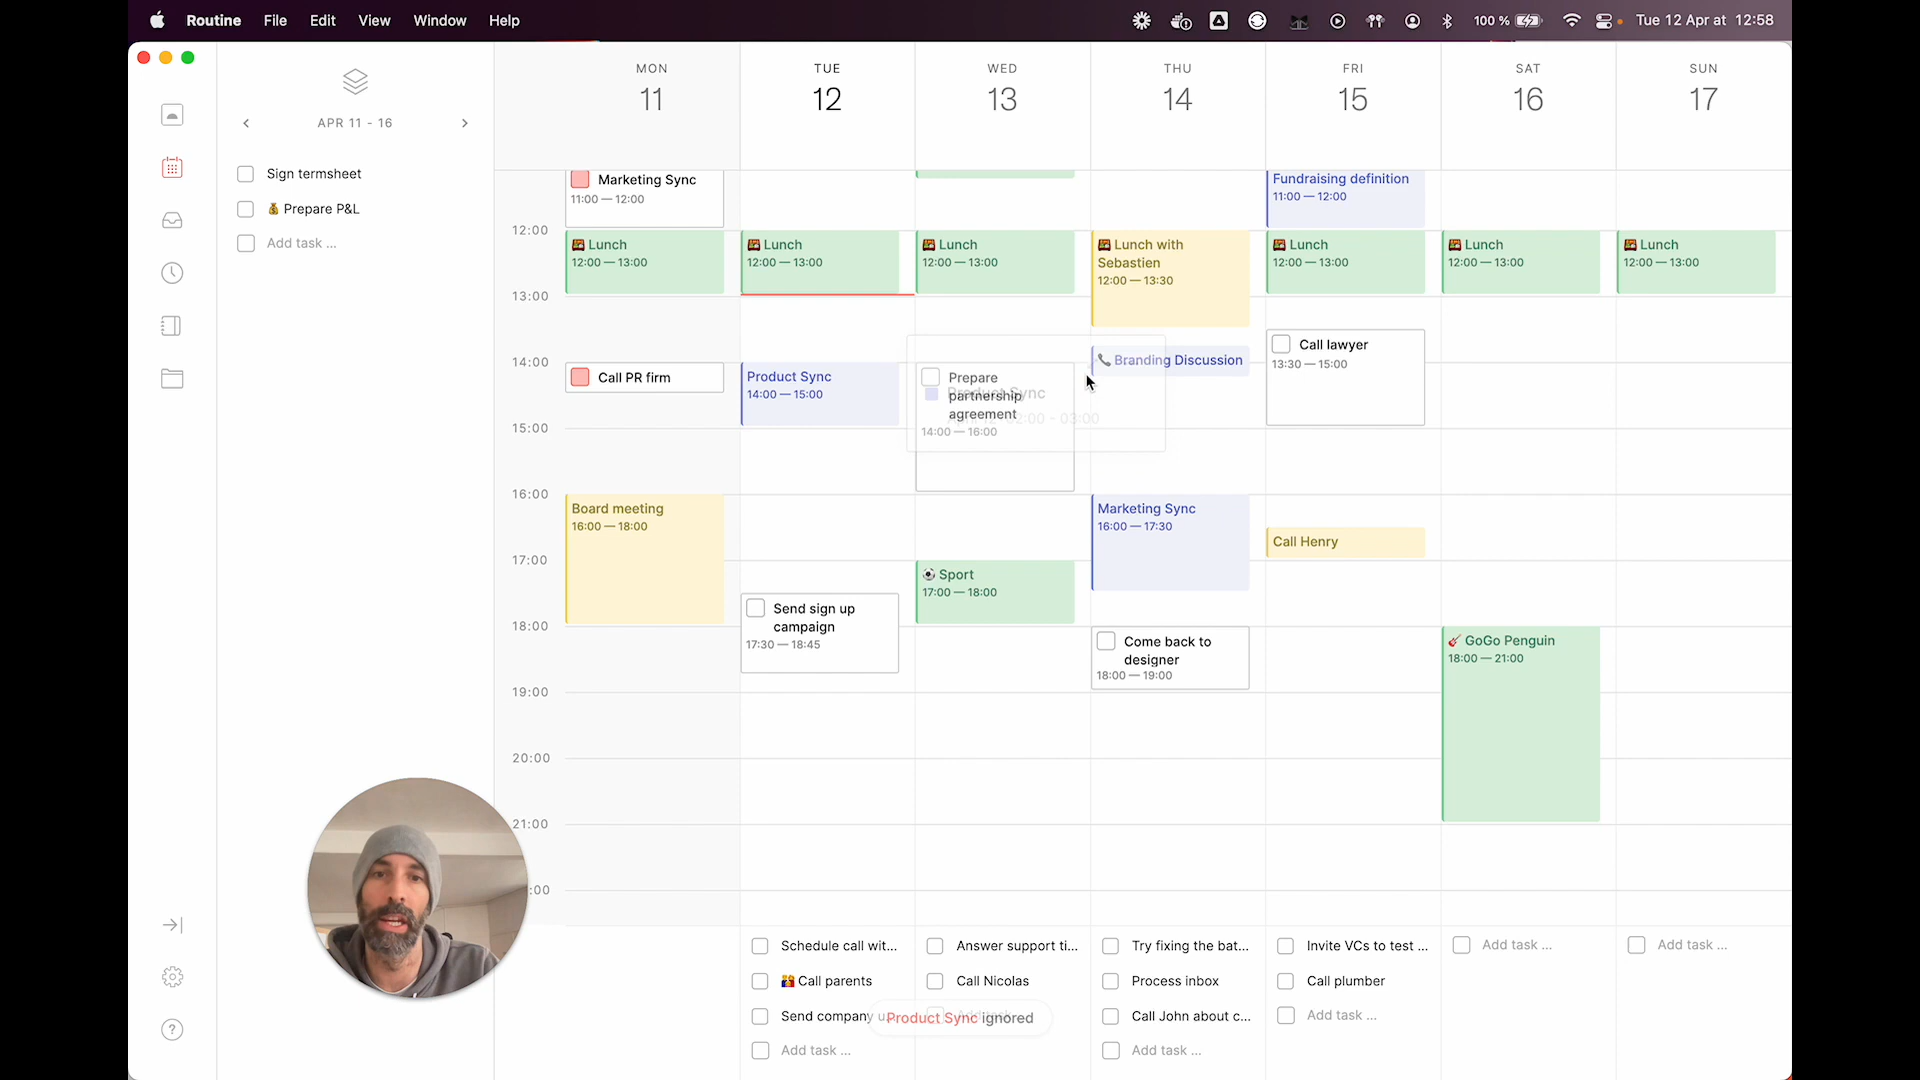 Routine File Edit View Window Help 100 % Tue 12 Apr at 12:58
APR 11 - 16
Sign termsheet
Prepare P&L
Add task ...
MON TUE WED THU FRI SAT SUN
11 12 13 14 15 16 17
Marketing Sync
11:00 — 12:00
Fundraising definition
11:00 — 12:00
12:00
Lunch
12:00 — 13:00
Lunch
12:00 — 13:00
Lunch
12:00 — 13:00
Lunch with
Sebastien
12:00 — 13:30
Lunch
12:00 — 13:00
Lunch
12:00 — 13:00
Lunch
12:00 — 13:00
13:00
Call lawyer
13:30 — 15:00
14:00
Call PR firm
Product Sync
14:00 — 15:00
Prepare
partnership
agreement
14:00 — 16:00
Product Sync
02:00 - 03:00
Branding Discussion
15:00
16:00
Board meeting
16:00 — 18:00
Marketing Sync
16:00 — 17:30
Call Henry
17:00
Sport
17:00 — 18:00
Send sign up
campaign
17:30 — 18:45
18:00
Come back to
designer
18:00 — 19:00
GoGo Penguin
18:00 — 21:00
19:00
20:00
21:00
:00
Schedule call wit...
Call parents
Send company u
Add task ...
Answer support ti...
Call Nicolas
Product Sync ignored
Try fixing the bat...
Process inbox
Call John about c...
Add task ...
Invite VCs to test ...
Call plumber
Add task ...
Add task ...
Add task ...